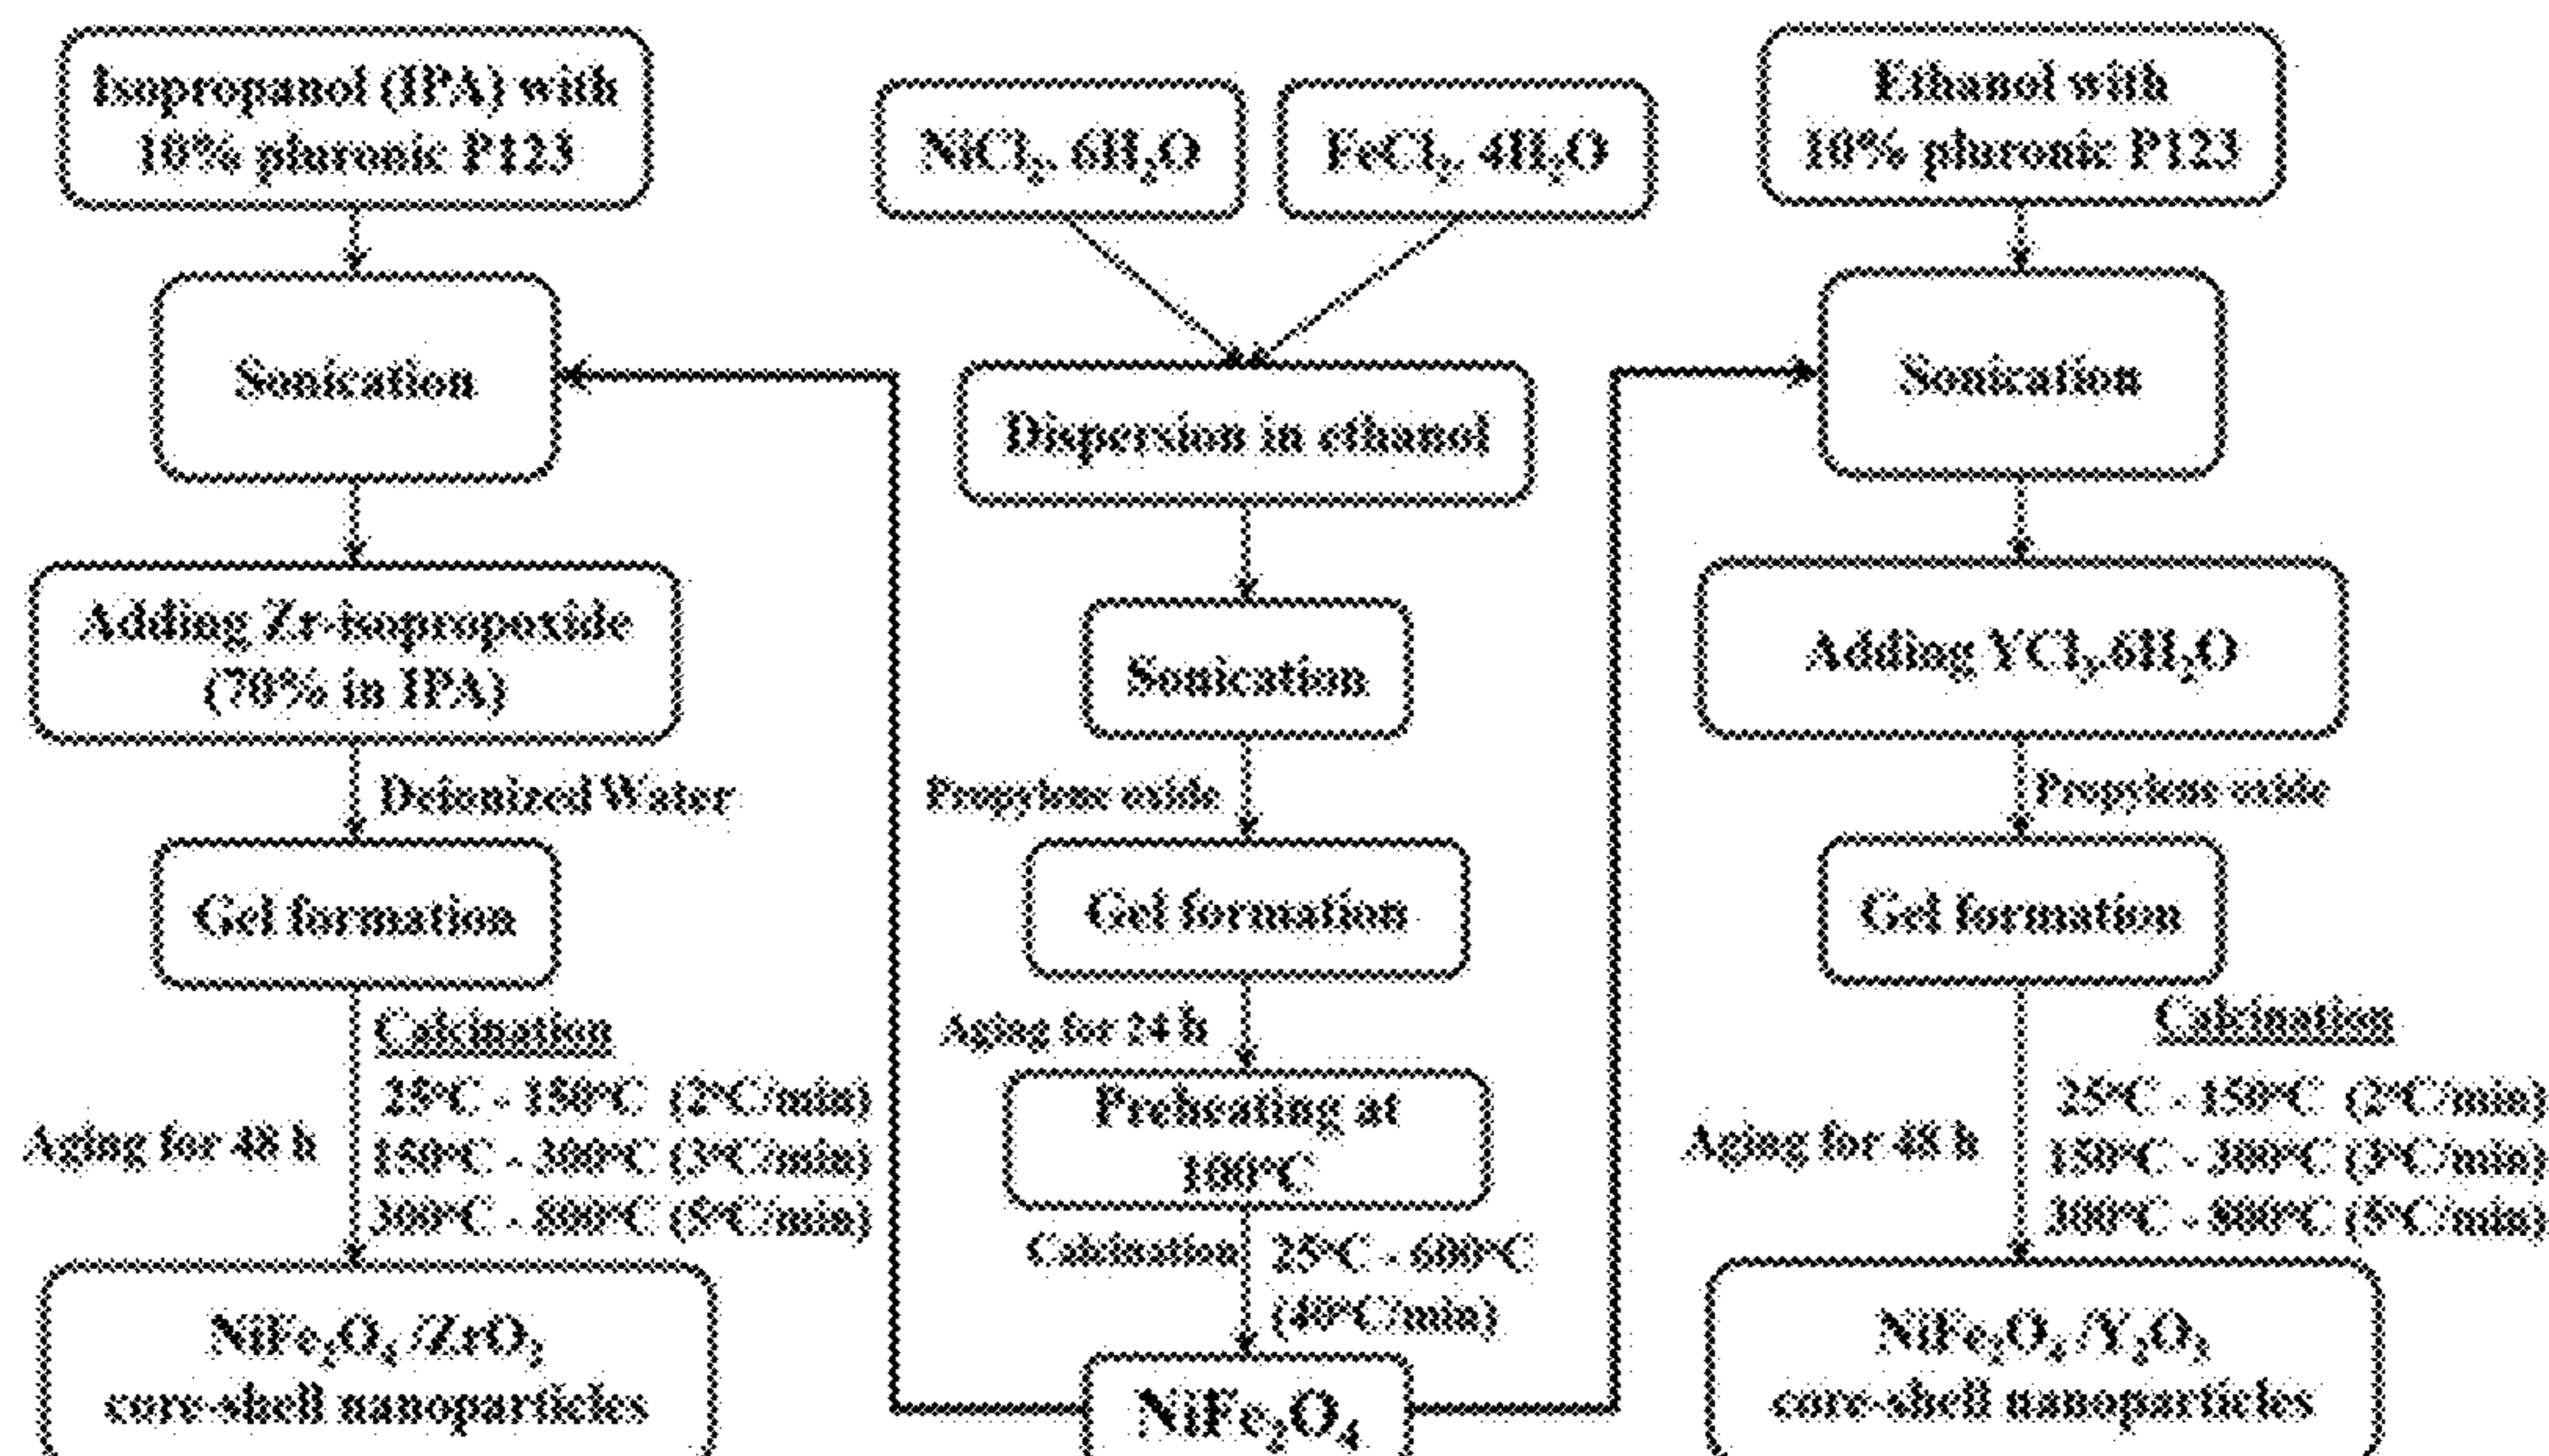 Isopropanol (IPA) with
10% pluronic P123
Sonication
Adding Zr-isopropoxide
(70% in IPA)
Deionized Water
Gel formation
Aging for 48 h
Calcination
25°C - 150°C (2°C/min)
150°C - 300°C (3°C/min)
300°C - 800°C (5°C/min)
NiFe₂O₄/ZrO₂
core-shell nanoparticles
NiCl₂. 6H₂O
FeCl₂. 4H₂O
Dispersion in ethanol
Sonication
Propylene oxide
Gel formation
Aging for 24 h
Preheating at
100°C
Calcination
25°C - 600°C
(40°C/min)
NiFe₂O₄
Ethanol with
10% pluronic P123
Sonication
Adding YCl₃.6H₂O
Propylene oxide
Gel formation
Aging for 48 h
Calcination
25°C - 150°C (2°C/min)
150°C - 300°C (3°C/min)
300°C - 800°C (5°C/min)
NiFe₂O₄/Y₂O₃
core-shell nanoparticles